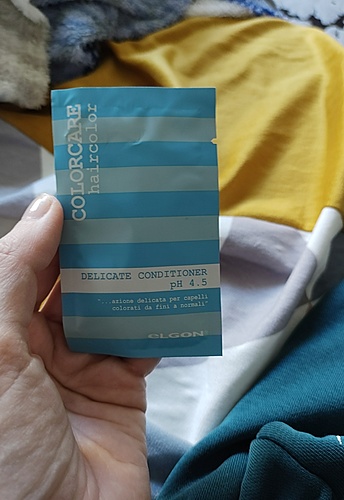 COLORCARE
haircolor
DELICATE CONDITIONER
pH 4.5
"...azione delicata per capelli
colorati da fini a normali"
eLGON